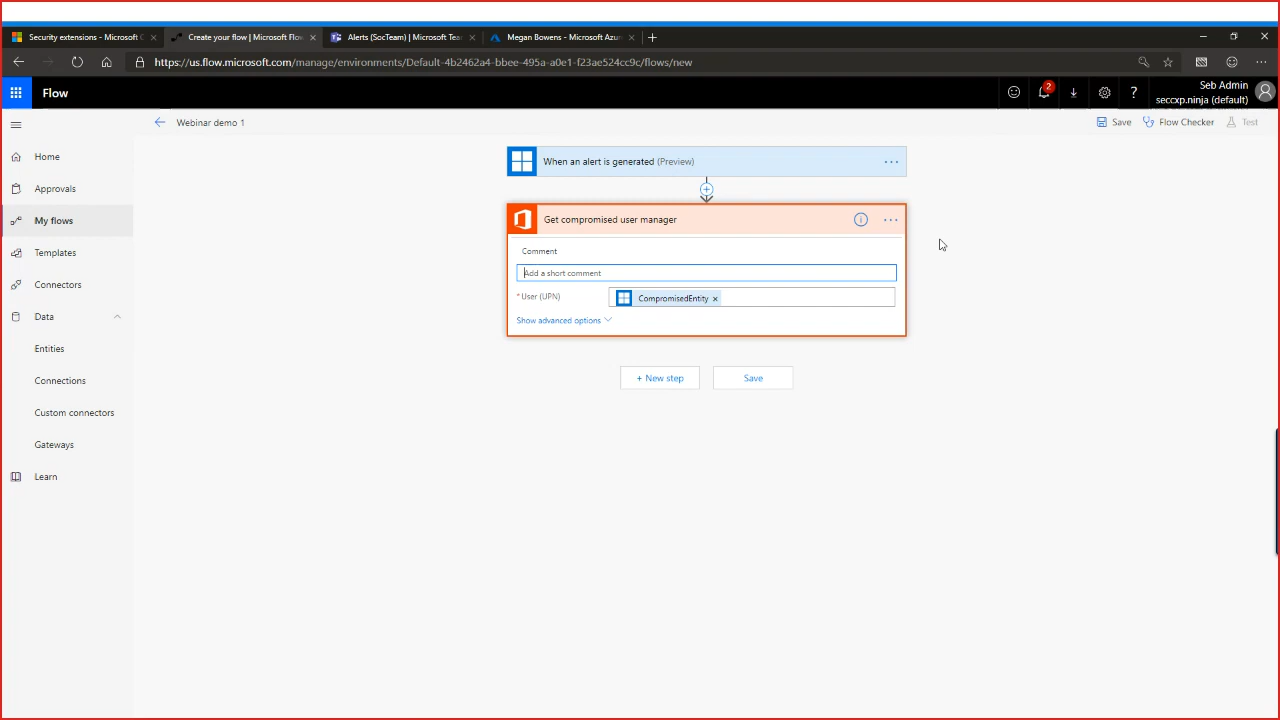 Security extensions - Microsoft C
Create your flow | Microsoft Flow
Alerts (SocTeam) | Microsoft Tea
Megan Bowens - Microsoft Azur
https://us.flow.microsoft.com/manage/environments/Default-4b2462a4-bbee-495a-a0e1-f23ae524cc9c/flows/new
Flow
2
?
Seb Admin
seccxp.ninja (default)
Webinar demo 1
Save
Flow Checker
Test
Home
Approvals
My flows
Templates
Connectors
Data
Entities
Connections
Custom connectors
Gateways
Learn
When an alert is generated (Preview)
Get compromised user manager
Comment
Add a short comment
* User (UPN)
CompromisedEntity ×
Show advanced options
+ New step
Save